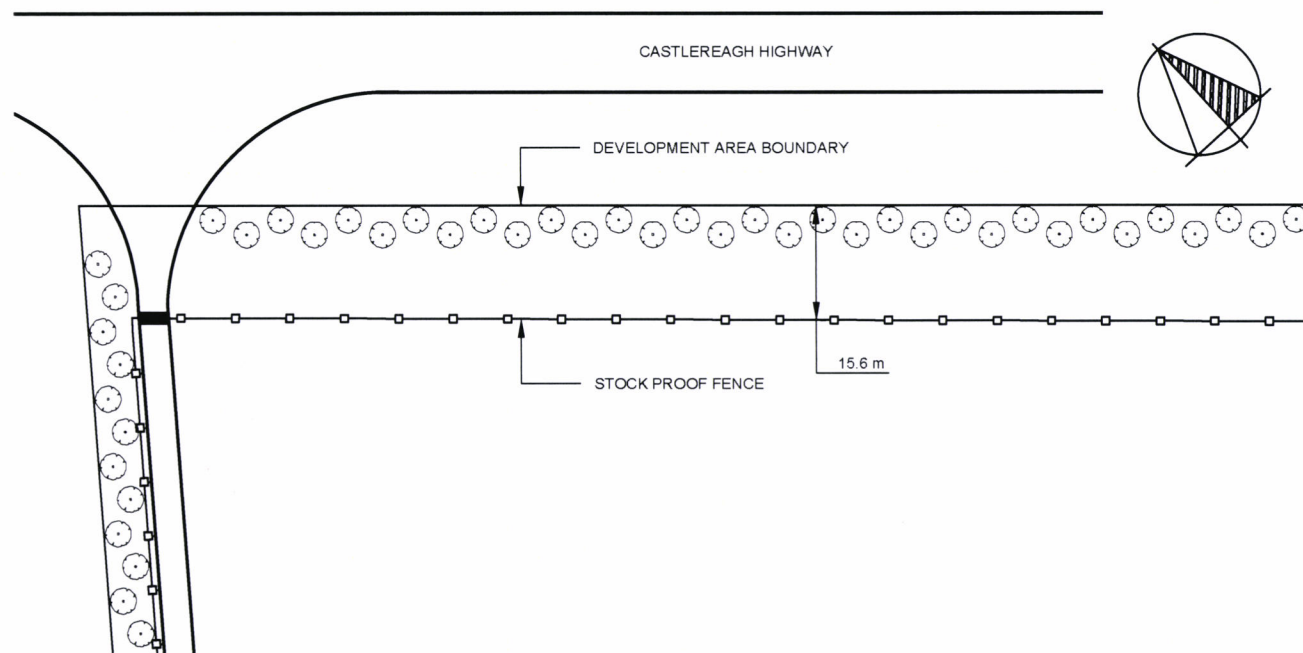 CASTLEREAGH HIGHWAY
DEVELOPMENT AREA BOUNDARY
15.6 m
STOCK PROOF FENCE